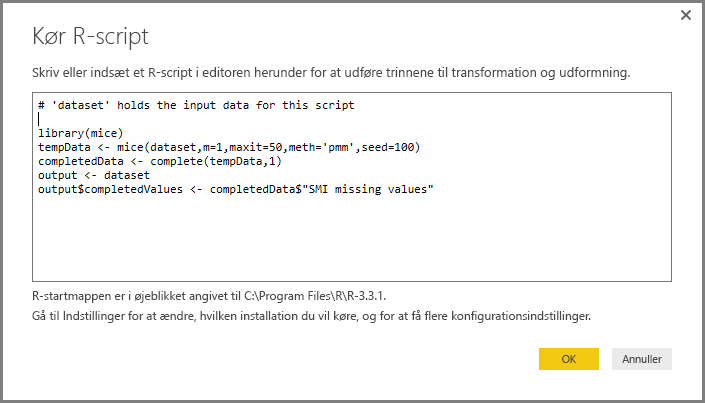 Kør R-script
Skriv eller indsæt et R-script i editoren herunder for at udføre trinnene til transformation og udformning.
# 'dataset' holds the input data for this script
library(mice)
tempData <- mice(dataset,m=1,maxit=50,meth='pmm',seed=100)
completedData <- complete(tempData,1)
output <- dataset
output$completedValues <- completedData$"SMI missing values"
R-startmappen er i øjeblikket angivet til C:\Program Files\R\R-3.3.1.
Gå til Indstillinger for at ændre, hvilken installation du vil køre, og for at få flere konfigurationsindstillinger.
OK
Annuller